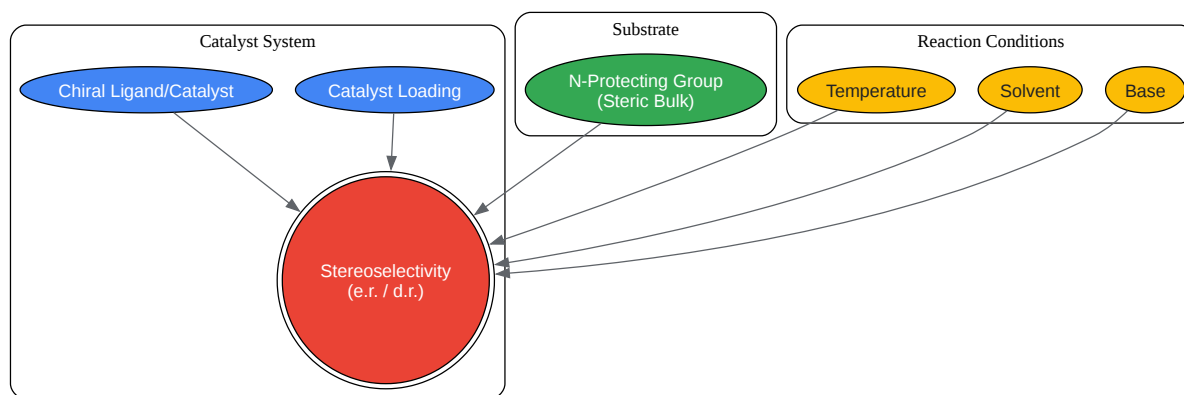 Catalyst System
Substrate
Reaction Conditions
Chiral Ligand/Catalyst
Catalyst Loading
N-Protecting Group
(Steric Bulk)
Temperature
Solvent
Base
Stereoselectivity
(e.r. / d.r.)